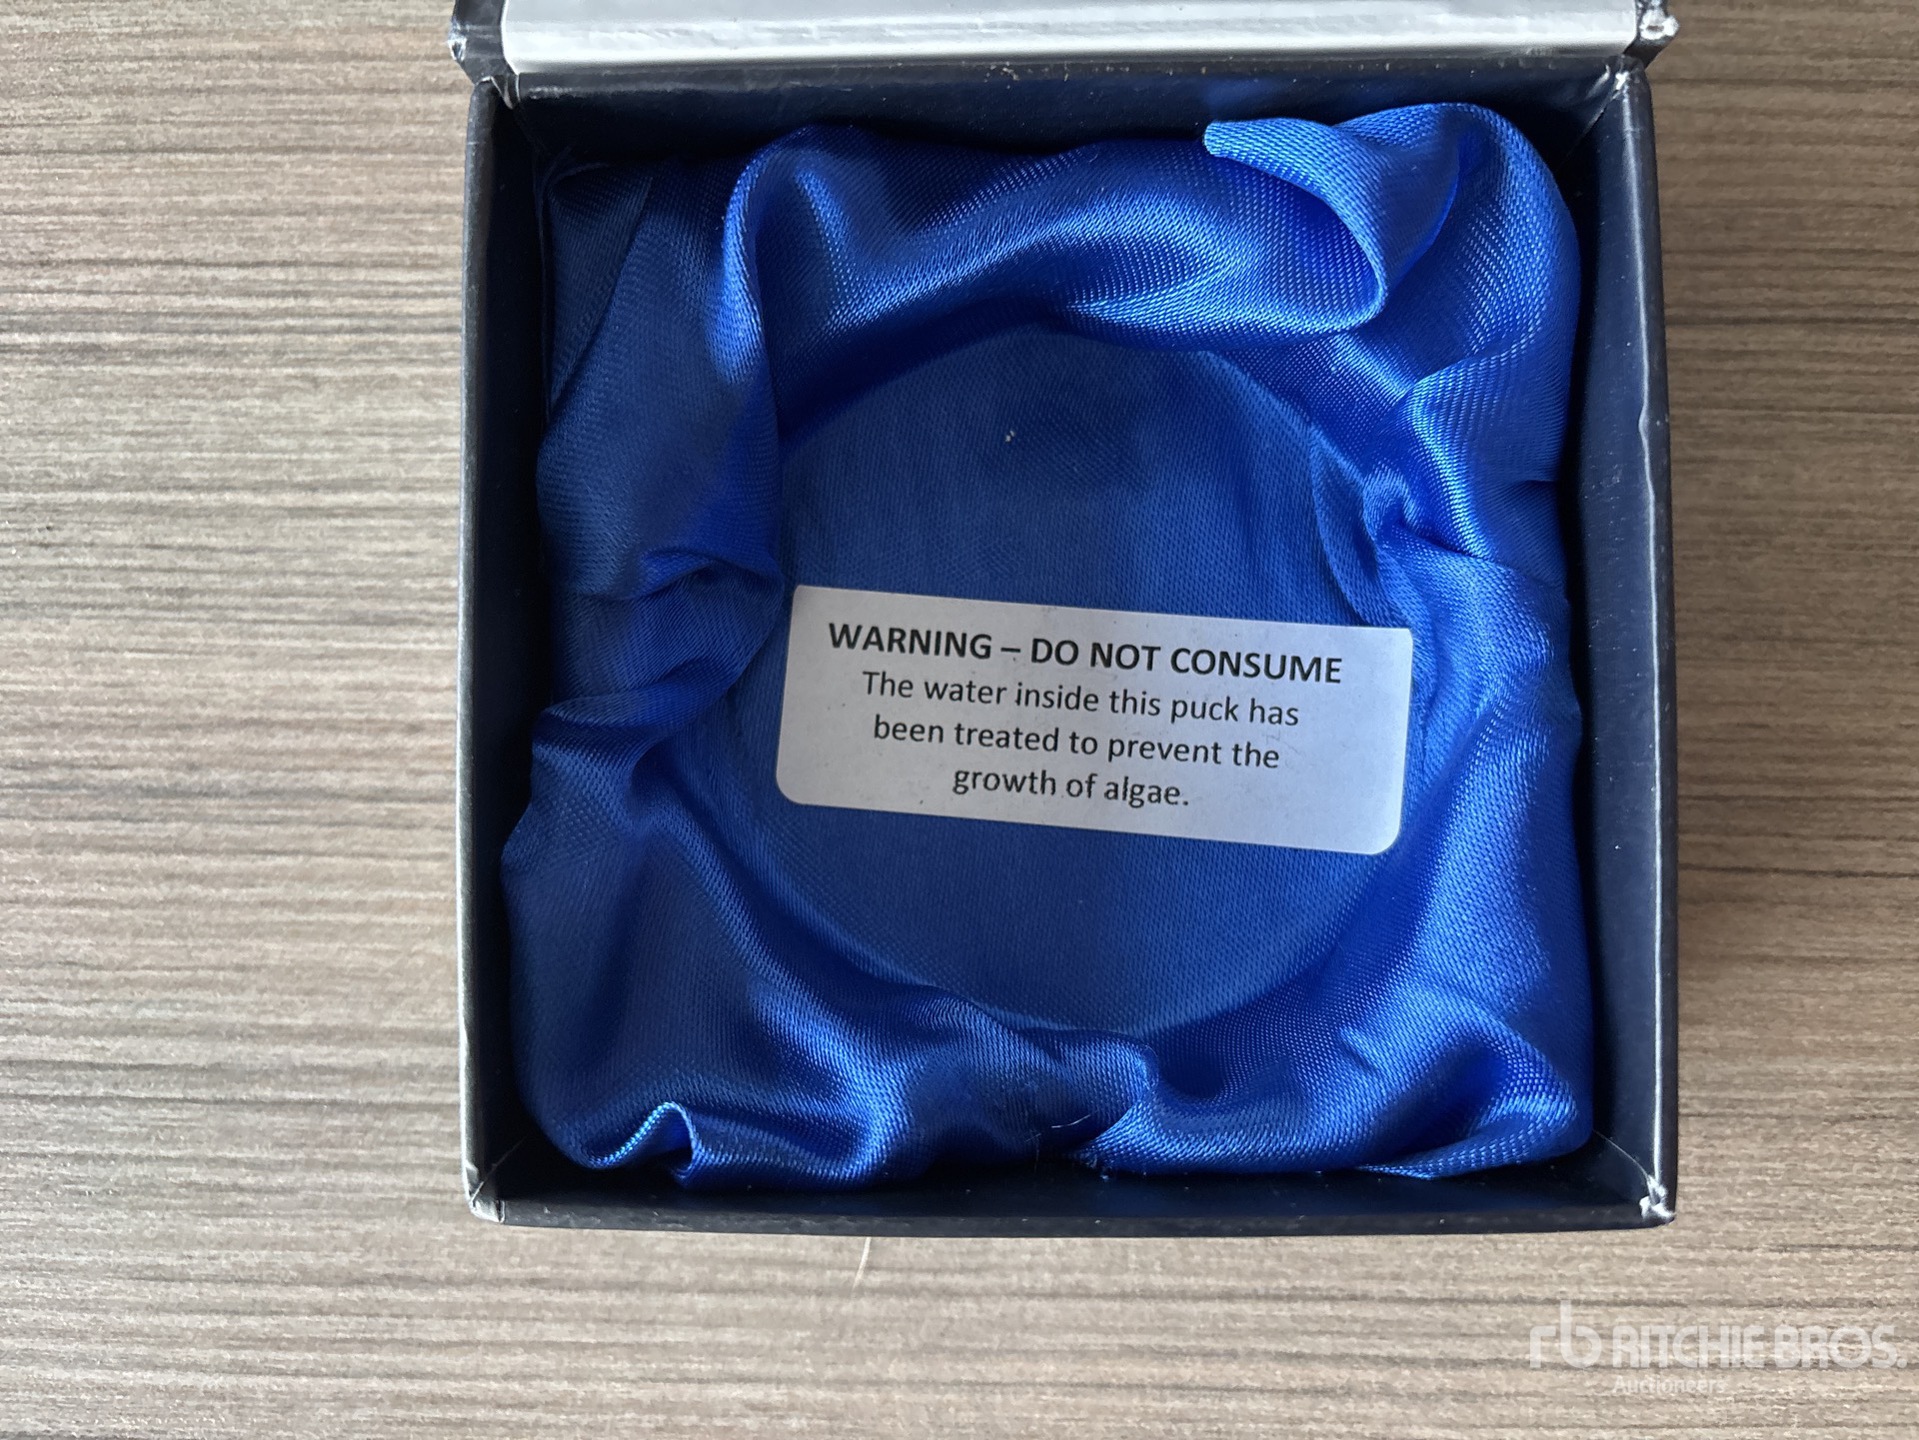 WARNING – DO NOT CONSUME
The water inside this puck has
been treated to prevent the
growth of algae.
rb RITCHIE BROS.
Auctioneers